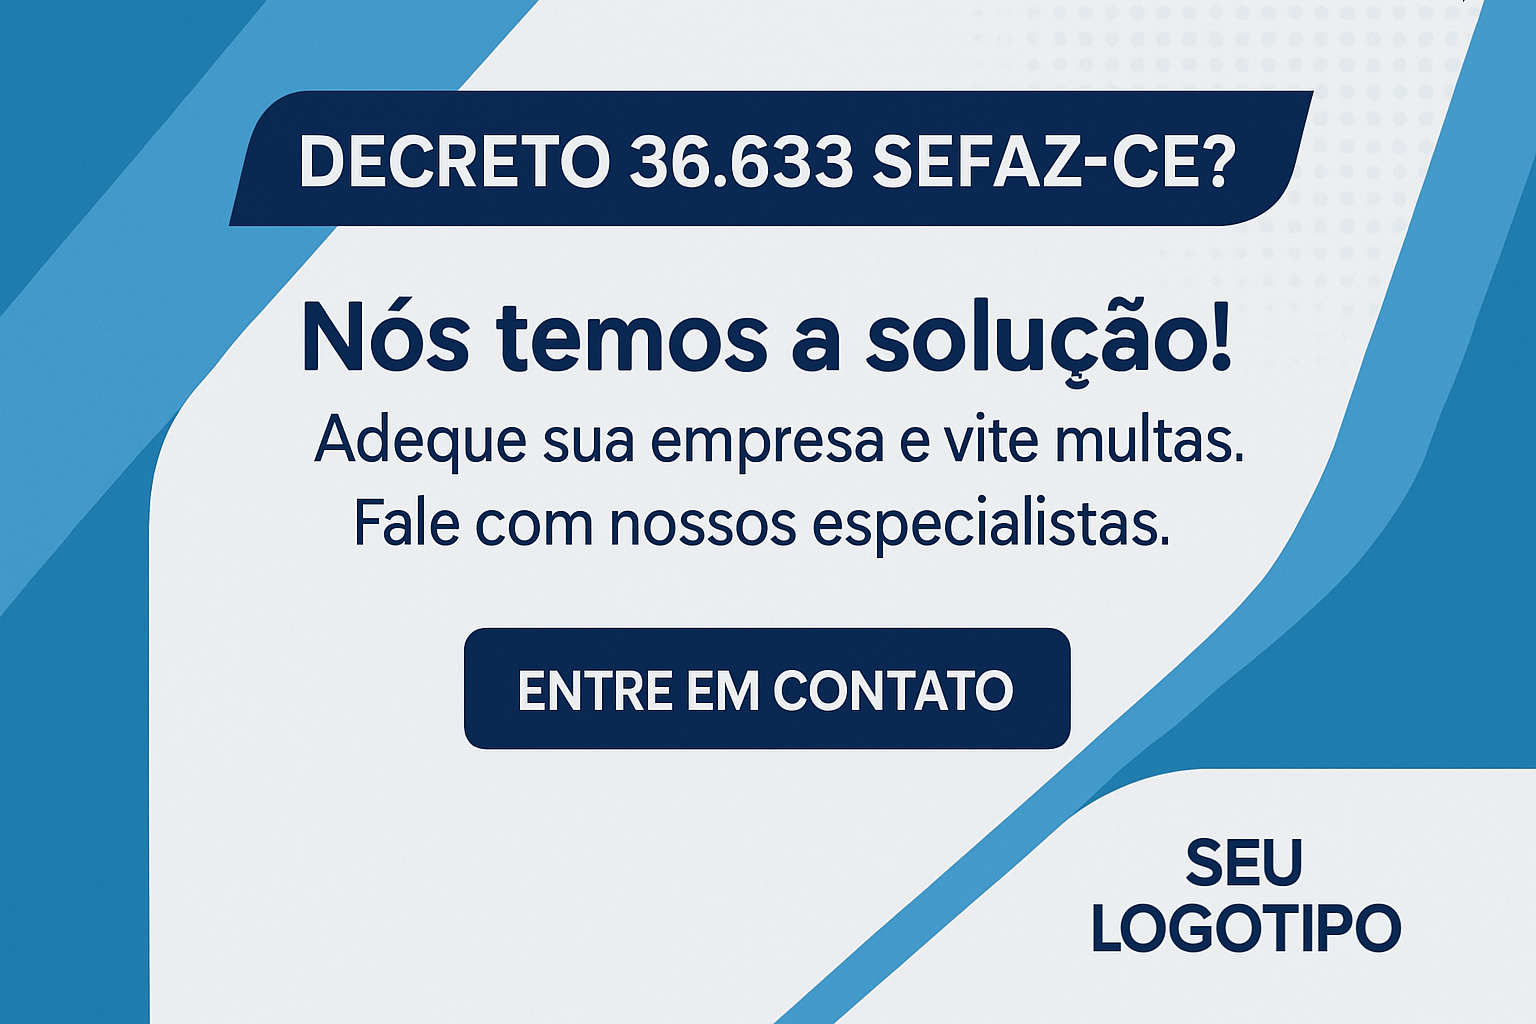 DECRETO 36.633 SEFAZ-CE?
Nós temos a solução!
Adeque sua empresa e vite multas.
Fale com nossos especialistas.
ENTRE EM CONTATO
SEU
LOGOTIPO